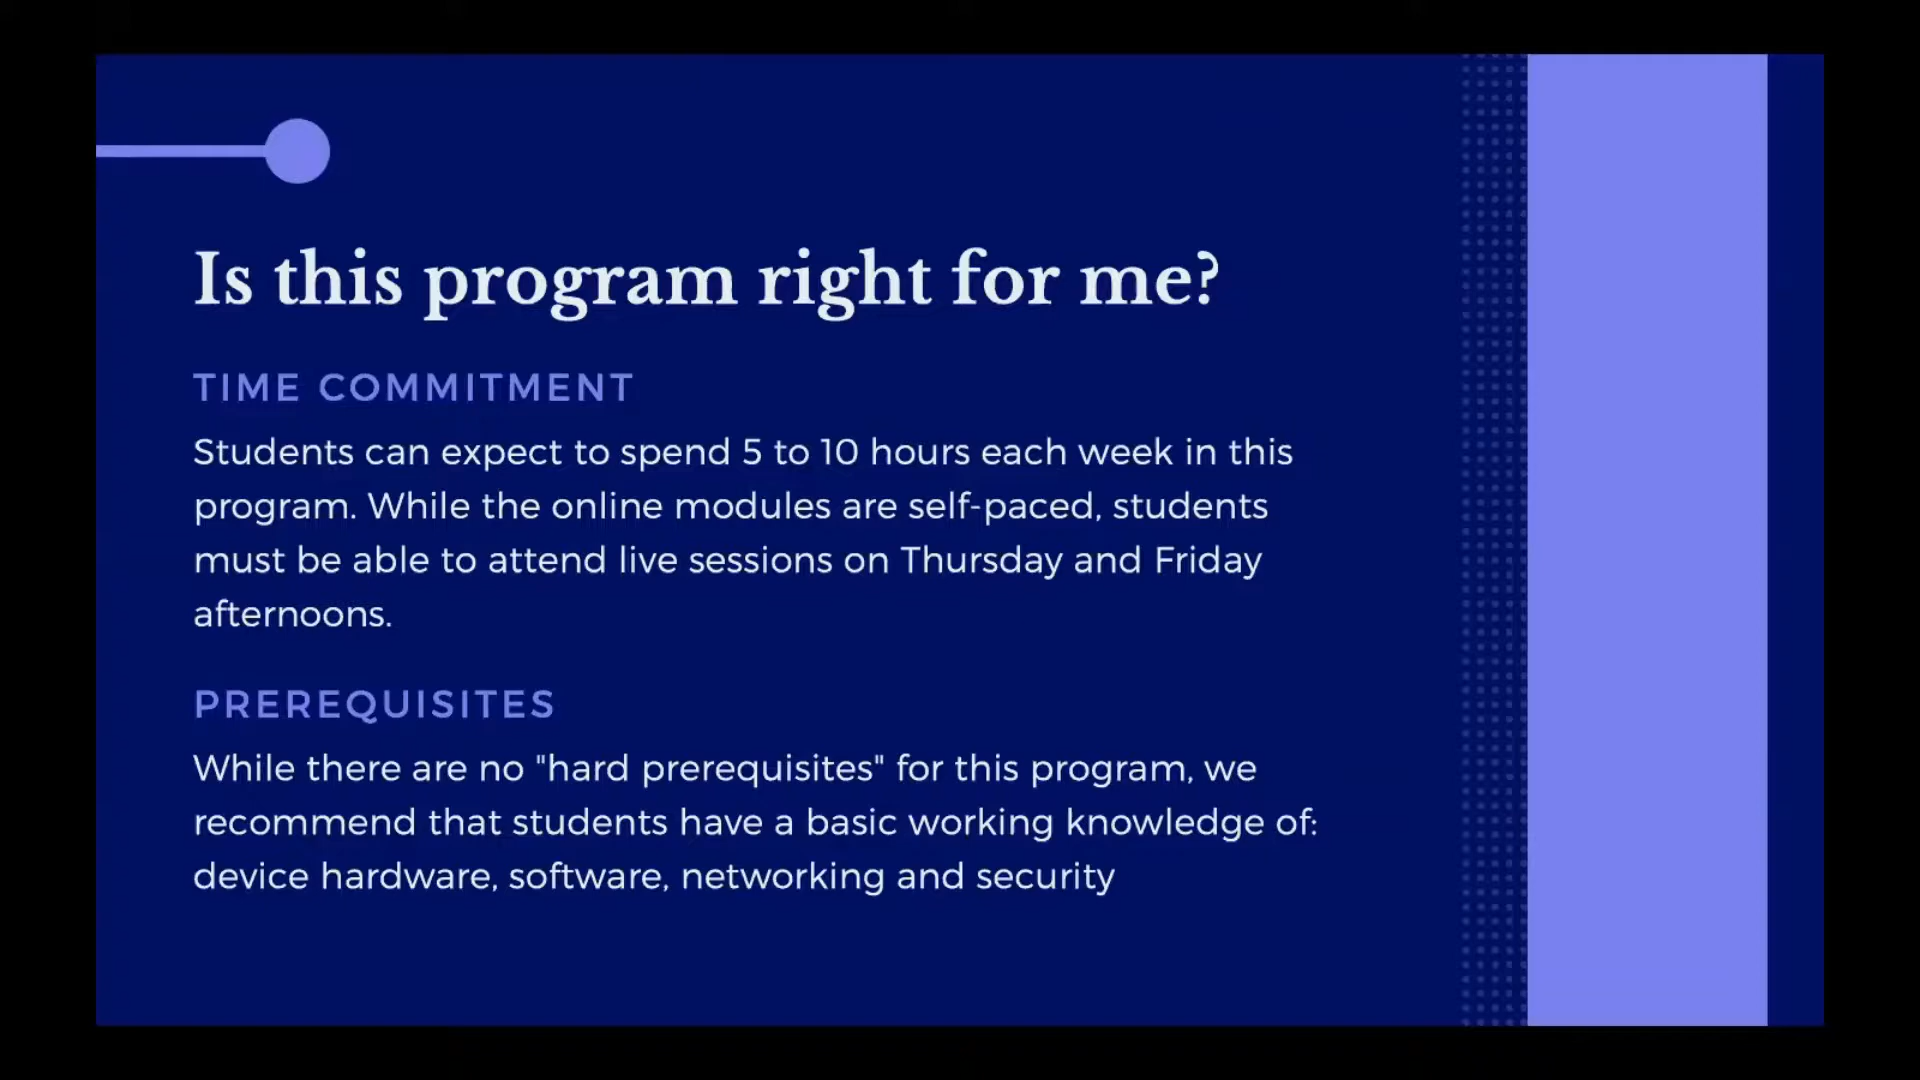 Is this program right for me?
TIME COMMITMENT
Students can expect to spend 5 to 10 hours each week in this
program. While the online modules are self-paced, students
must be able to attend live sessions on Thursday and Friday
afternoons.
PREREQUISITES
While there are no "hard prerequisites" for this program, we
recommend that students have a basic working knowledge of:
device hardware, software, networking and security